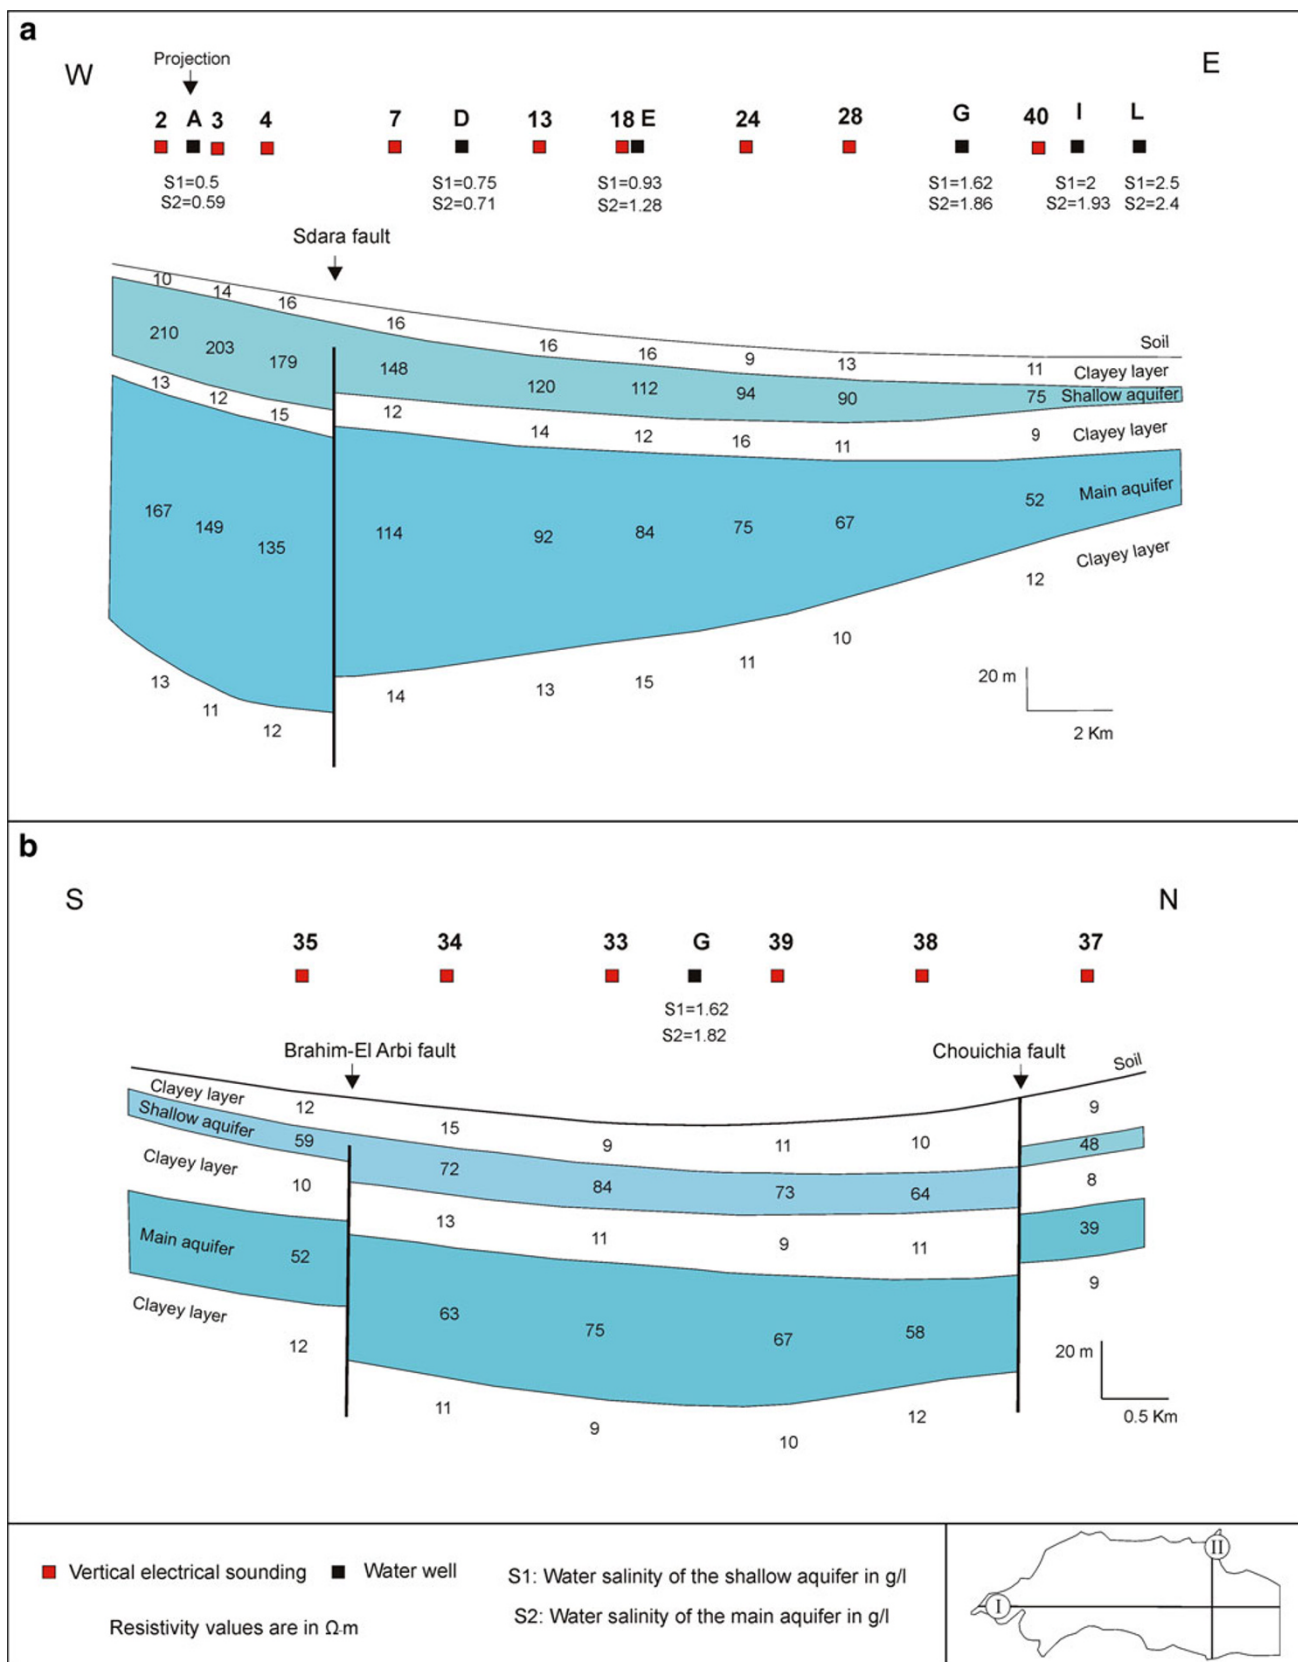 a
Projection
W E
2 A 3 4 7 D 13 18 E 24 28 G 40 I L
S1=0.5 S1=0.75 S1=0.93 S1=1.62 S1=2 S1=2.5
S2=0.59 S2=0.71 S2=1.28 S2=1.86 S2=1.93 S2=2.4
Sdara fault
10 14 16 16 16 16 9 13 11
Soil
Clayey layer
210 203 179 148 120 112 94 90 75 Shallow aquifer
13 12 15 12 14 12 16 11 9 Clayey layer
167 149 135 114 92 84 75 67 52 Main aquifer
Clayey layer
13 11 12 14 13 15 11 10 12
20 m
2 Km
b
S N
35 34 33 G 39 38 37
S1=1.62
S2=1.82
Brahim-El Arbi fault Chouichia fault
Soil
Clayey layer 12 15 9 11 10 9
Shallow aquifer 59 72 84 73 64 48
Clayey layer 10 13 11 9 11 8
Main aquifer 52 63 75 67 58 39
Clayey layer 12 11 9 10 12 9
20 m
0.5 Km
Vertical electrical sounding Water well
Resistivity values are in Ω·m
S1: Water salinity of the shallow aquifer in g/l
S2: Water salinity of the main aquifer in g/l
II
I